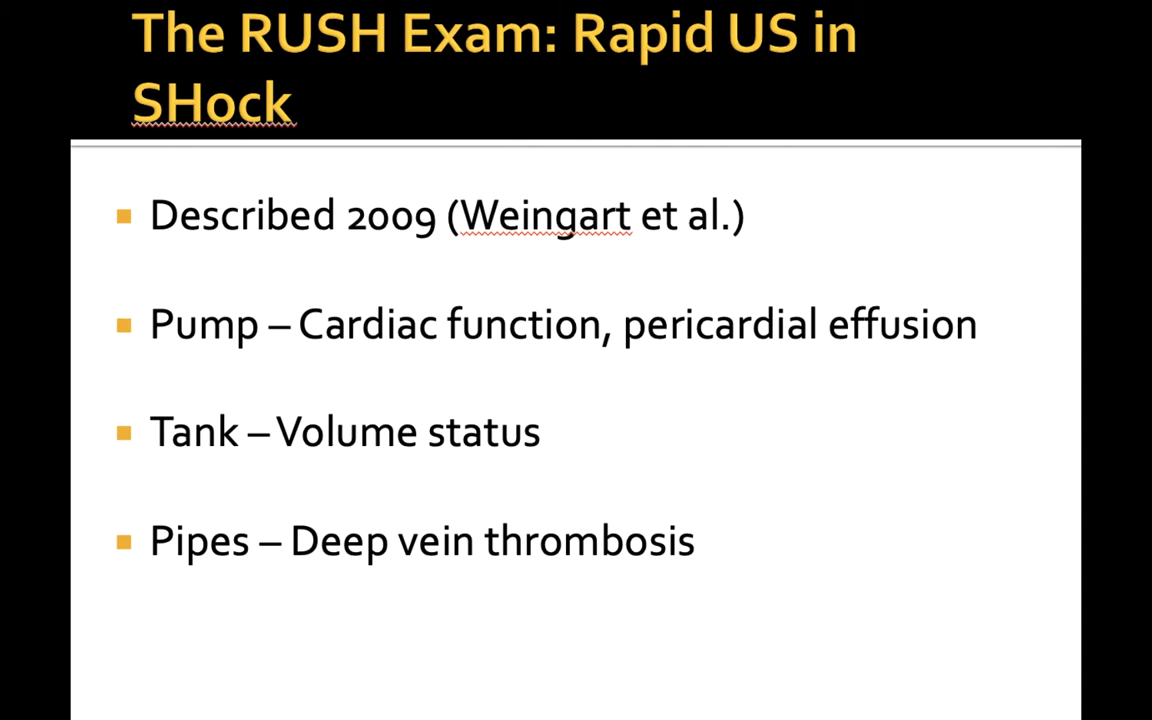 The RUSH Exam: Rapid US in
SHock
Described 2009 (Weingart et al.)
Pump – Cardiac function, pericardial effusion
Tank – Volume status
Pipes – Deep vein thrombosis